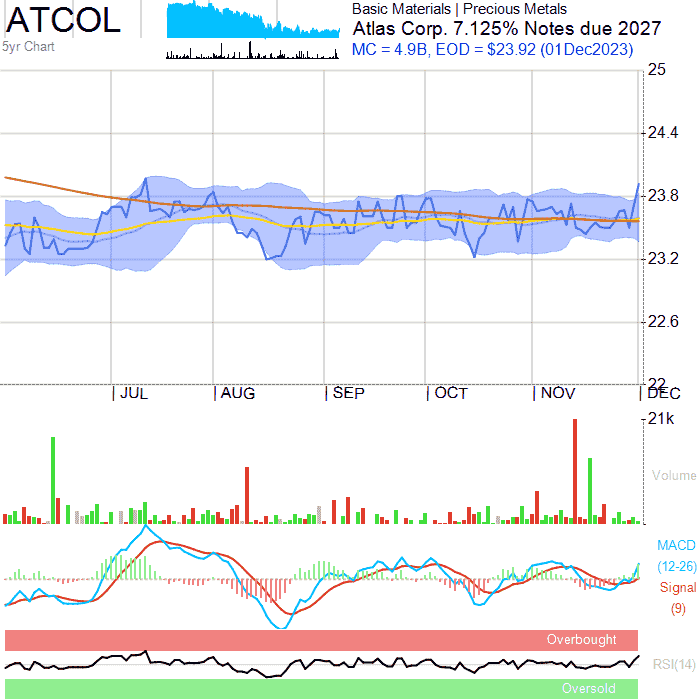 ATCOL
5yr Chart
Basic Materials | Precious Metals
Atlas Corp. 7.125% Notes due 2027
MC = 4.9B, EOD = $23.92 (01Dec2023)
25
24.4
23.8
23.2
22.6
22
JUL AUG SEP OCT NOV DEC
21k
Volume
MACD
(12-26)
Signal
(9)
Overbought
RSI(14)
Oversold